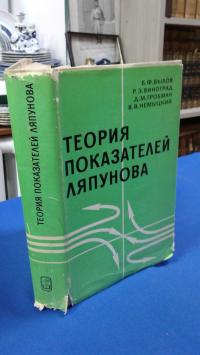 Б. Ф. БЫЛОВ
Р. Э. ВИНОГРАД
Д. М. ГРОБМАН
В. В. НЕМЫЦКИЙ
ТЕОРИЯ
ПОКАЗАТЕЛЕЙ
ЛЯПУНОВА
ТЕОРИЯ ПОКАЗАТЕЛЕЙ ЛЯПУНОВА